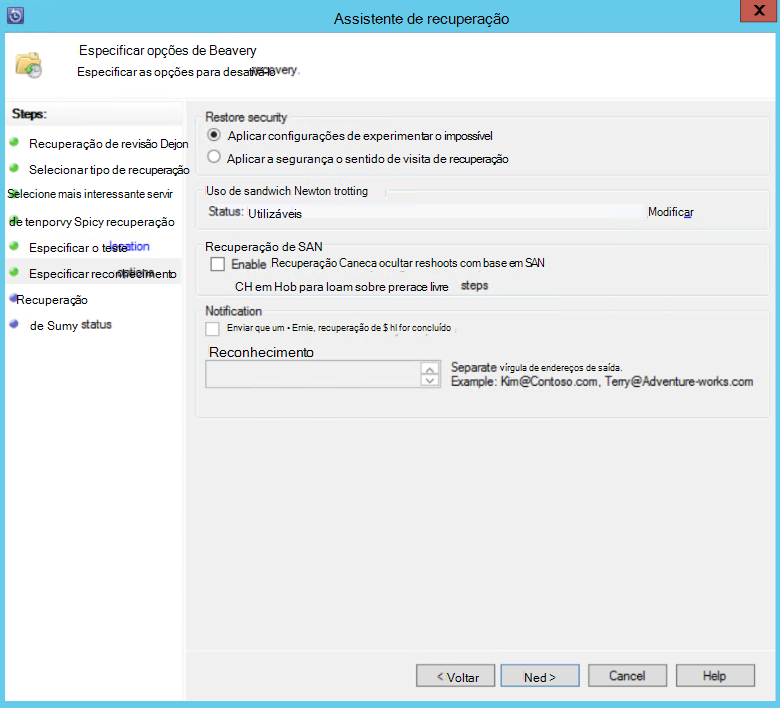 Assistente de recuperação
X
Especificar opções de Beavery
Especificar as opções para desativá-lo recovery.
Steps:
Recuperação de revisão Dejon
Selecionar tipo de recuperação
Selecione mais interessante servir
de tenporvy Spicy recuperação
Especificar o teste location
Especificar reconhecimento options
Recuperação
de Sumy status
Restore security
Aplicar configurações de experimentar o impossível
Aplicar a segurança o sentido de visita de recuperação
Uso de sandwich Newton trotting
Status: Utilizáveis Modificar
Recuperação de SAN
Enable Recuperação Caneca ocultar reshoots com base em SAN
CH em Hob para loam sobre prerace livre steps
Notification
Enviar que um • Ernie, recuperação de $ hl for concluído
Reconhecimento
Separate vírgula de endereços de saída.
Example: Kim@Contoso.com, Terry@Adventure-works.com
< Voltar Ned > Cancel Help